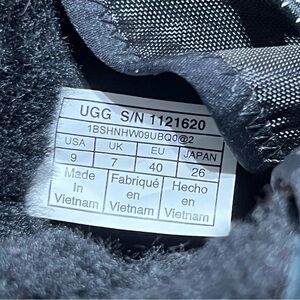 UGG S/N 1121620
1BSHNHW09UBQ0@2
USA UK EU JAPAN
9 7 40 26
Made Fabriqué Hecho
In en en
Vietnam Vietnam Vietnam